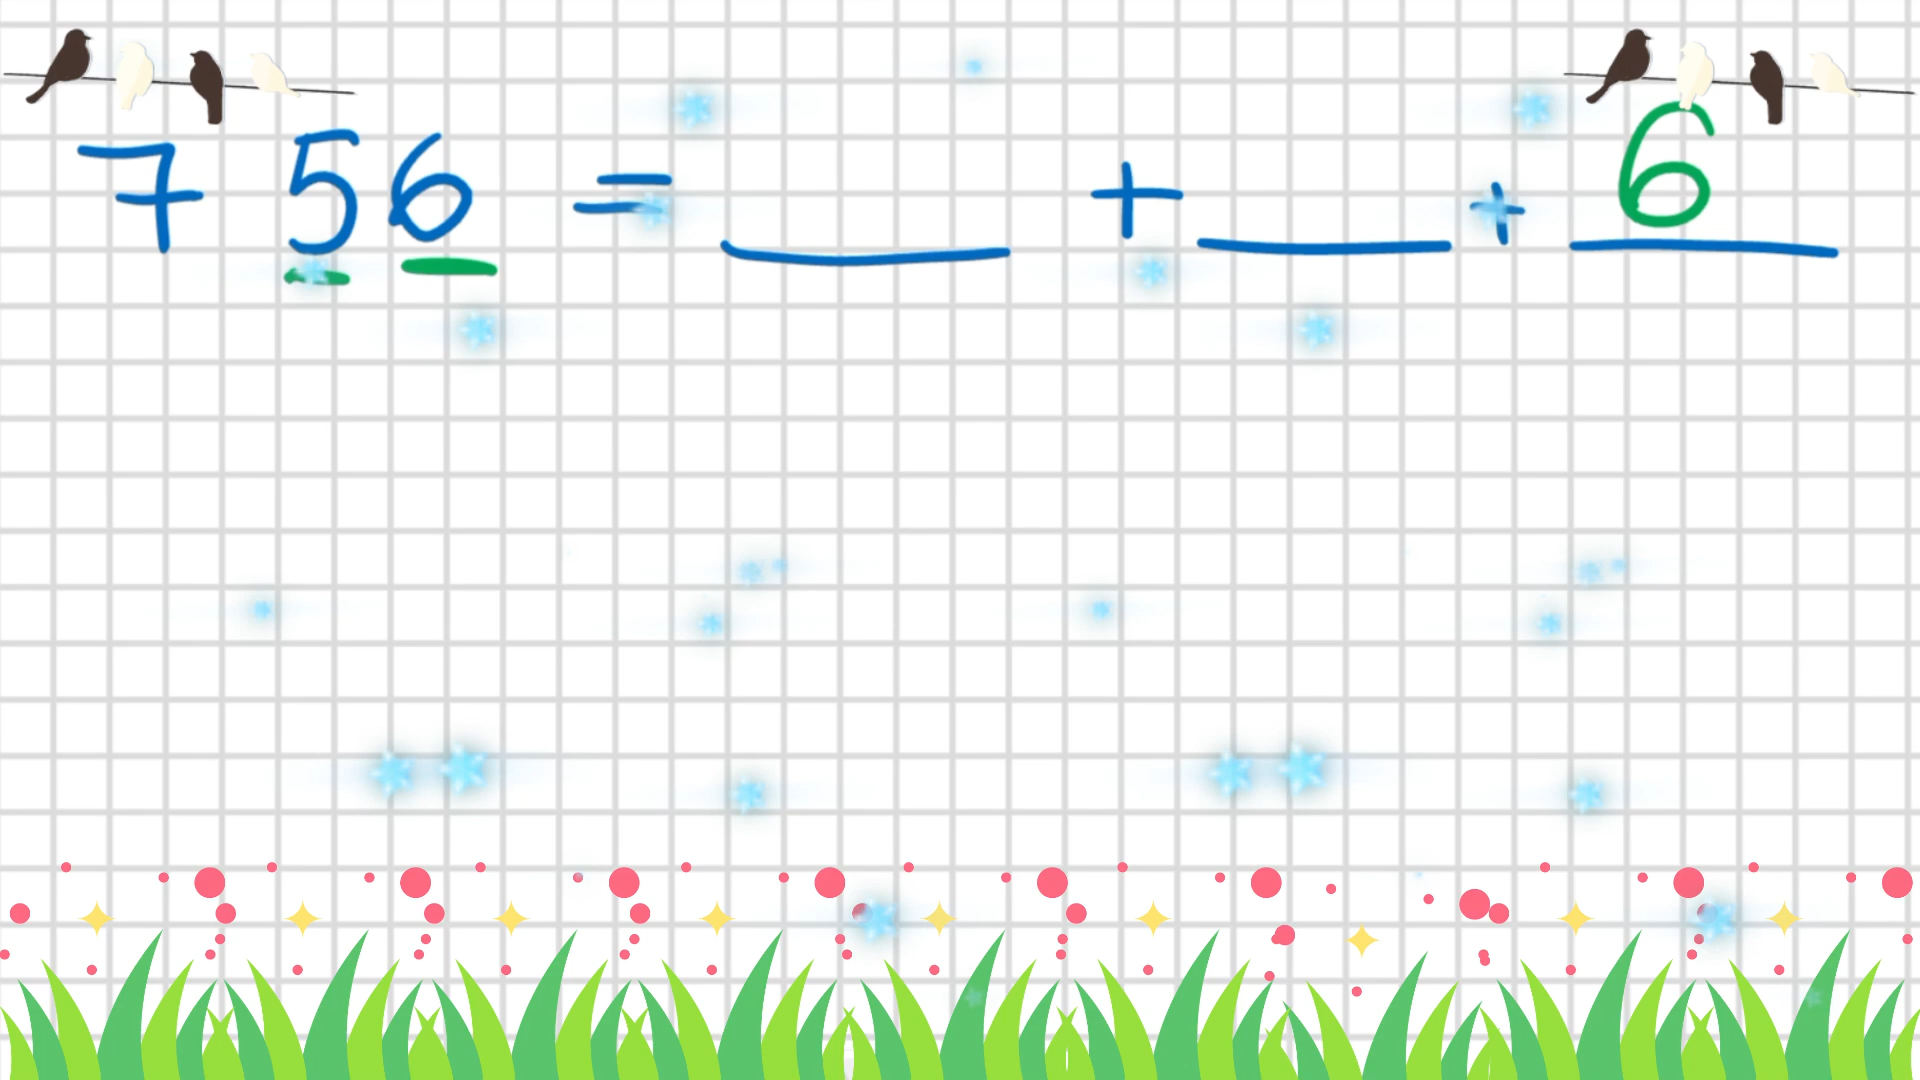 756 = ___ + ___ + 6